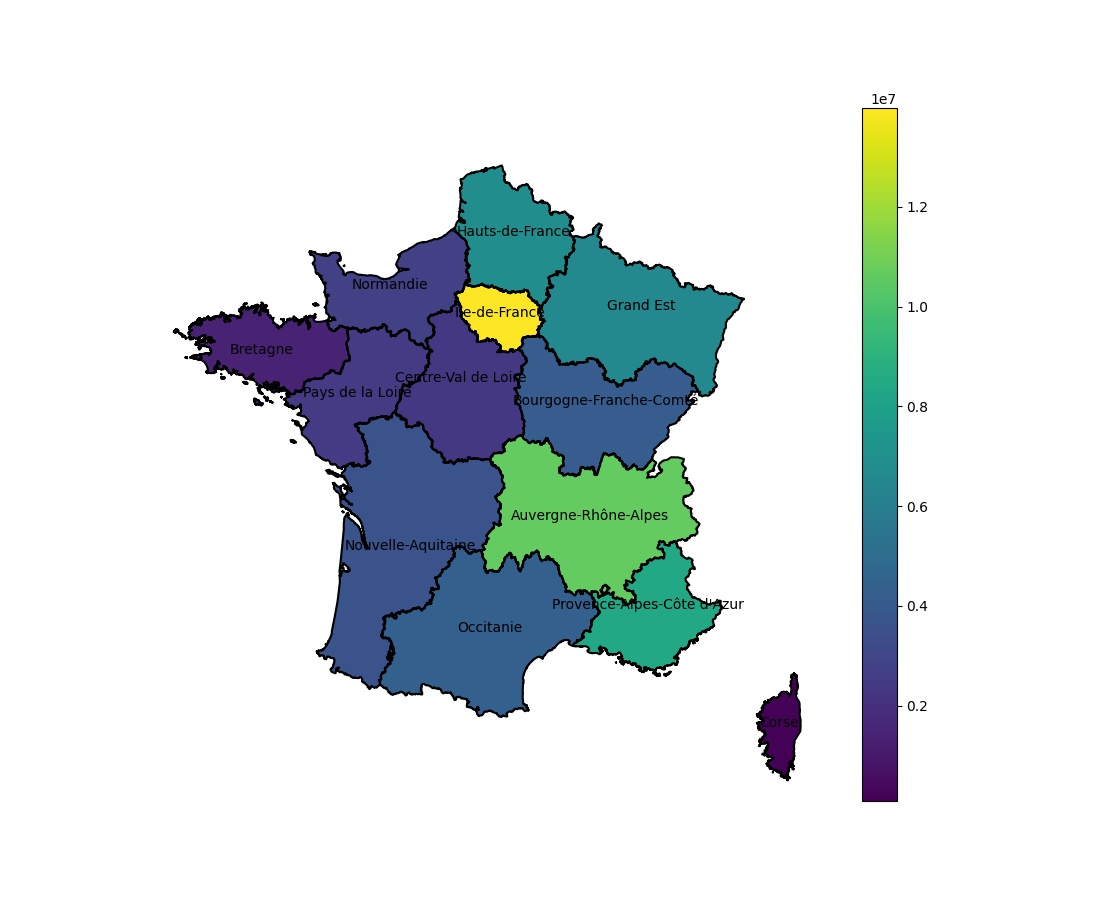 1e7
1.2
Hauts-de-France
Normandie
Grand Est
1.0
Île-de-France
Bretagne
Centre-Val de Loire
Pays de la Loire
Bourgogne-Franche-Comté
0.8
Auvergne-Rhône-Alpes
0.6
Nouvelle-Aquitaine
Provence-Alpes-Côte d'Azur
0.4
Occitanie
0.2
Corse